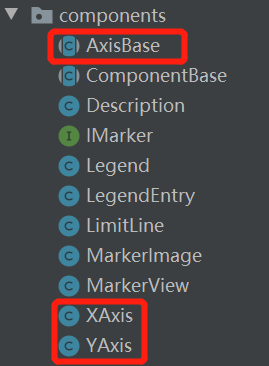 components
C AxisBase
C ComponentBase
C Description
I IMarker
C Legend
C LegendEntry
C LimitLine
C MarkerImage
C MarkerView
C XAxis
C YAxis